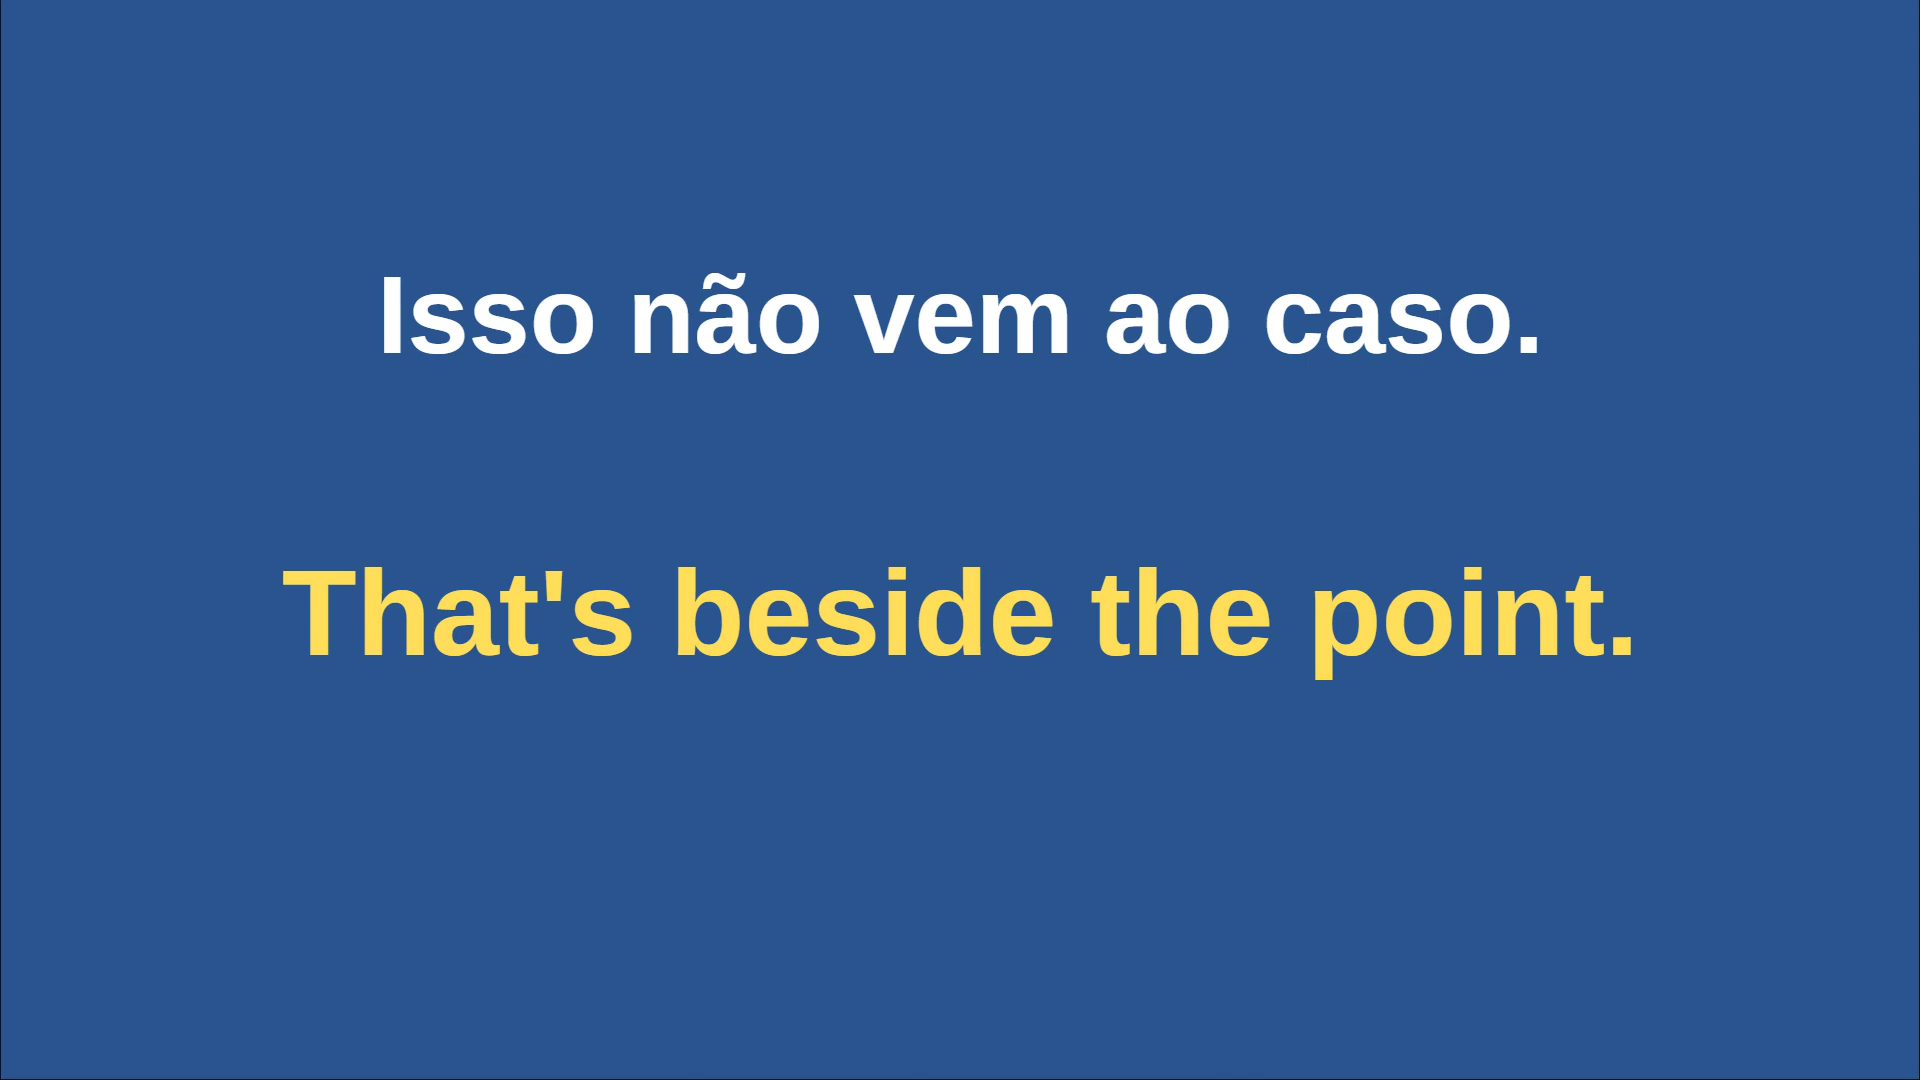 Isso não vem ao caso.
That's beside the point.